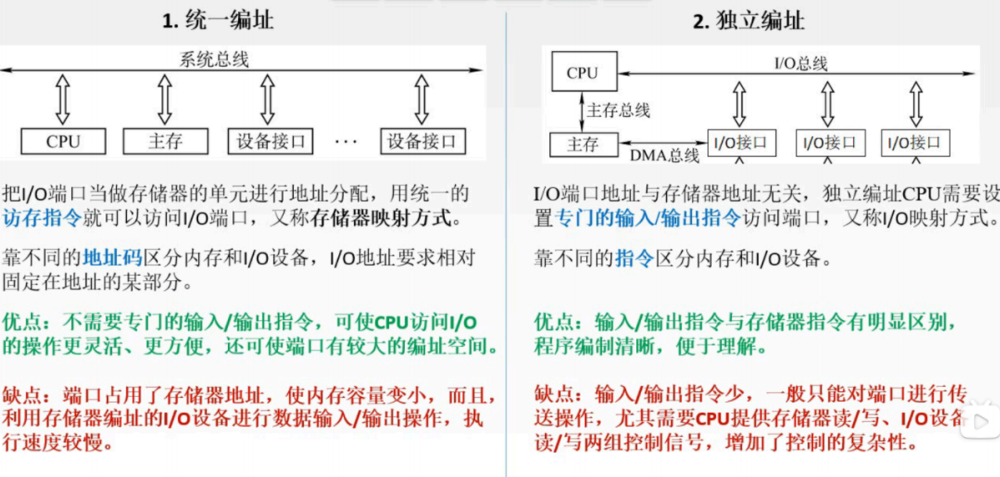 1. 统一编址
系统总线
CPU
主存
设备接口
···
设备接口
把I/O端口当做存储器的单元进行地址分配，用统一的
访存指令就可以访问I/O端口，又称存储器映射方式。
靠不同的地址码区分内存和I/O设备，I/O地址要求相对
固定在地址的某部分。
优点：不需要专门的输入/输出指令，可使CPU访问I/O
的操作更灵活、更方便，还可使端口有较大的编址空间。
缺点：端口占用了存储器地址，使内存容量变小，而且，
利用存储器编址的I/O设备进行数据输入/输出操作，执
行速度较慢。
2. 独立编址
CPU
I/O总线
主存总线
主存
DMA总线
I/O接口
I/O接口
I/O接口
I/O端口地址与存储器地址无关，独立编址CPU需要设
置专门的输入/输出指令访问端口，又称I/O映射方式。
靠不同的指令区分内存和I/O设备。
优点：输入/输出指令与存储器指令有明显区别，
程序编制清晰，便于理解。
缺点：输入/输出指令少，一般只能对端口进行传
送操作，尤其需要CPU提供存储器读/写、I/O设备
读/写两组控制信号，增加了控制的复杂性。